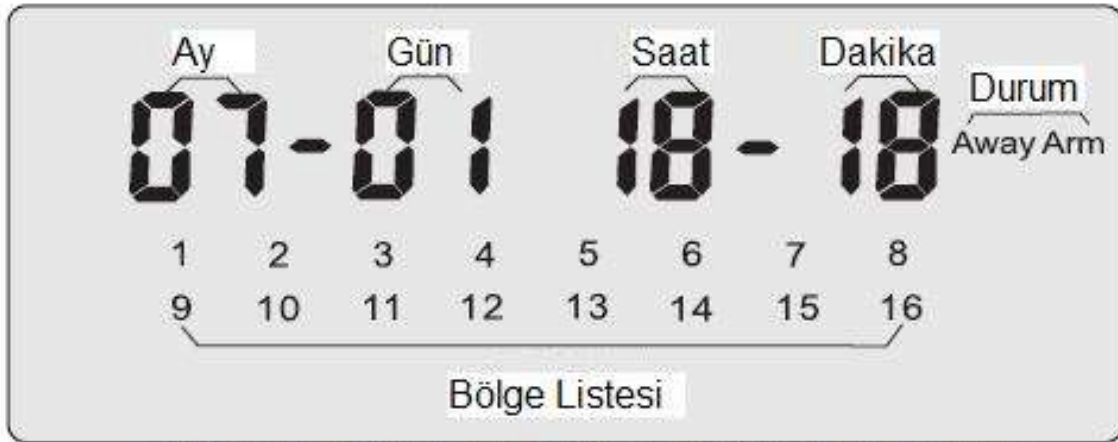 Ay Gün Saat Dakika
Durum
07-01 18-18 Away Arm
1 2 3 4 5 6 7 8
9 10 11 12 13 14 15 16
Bölge Listesi